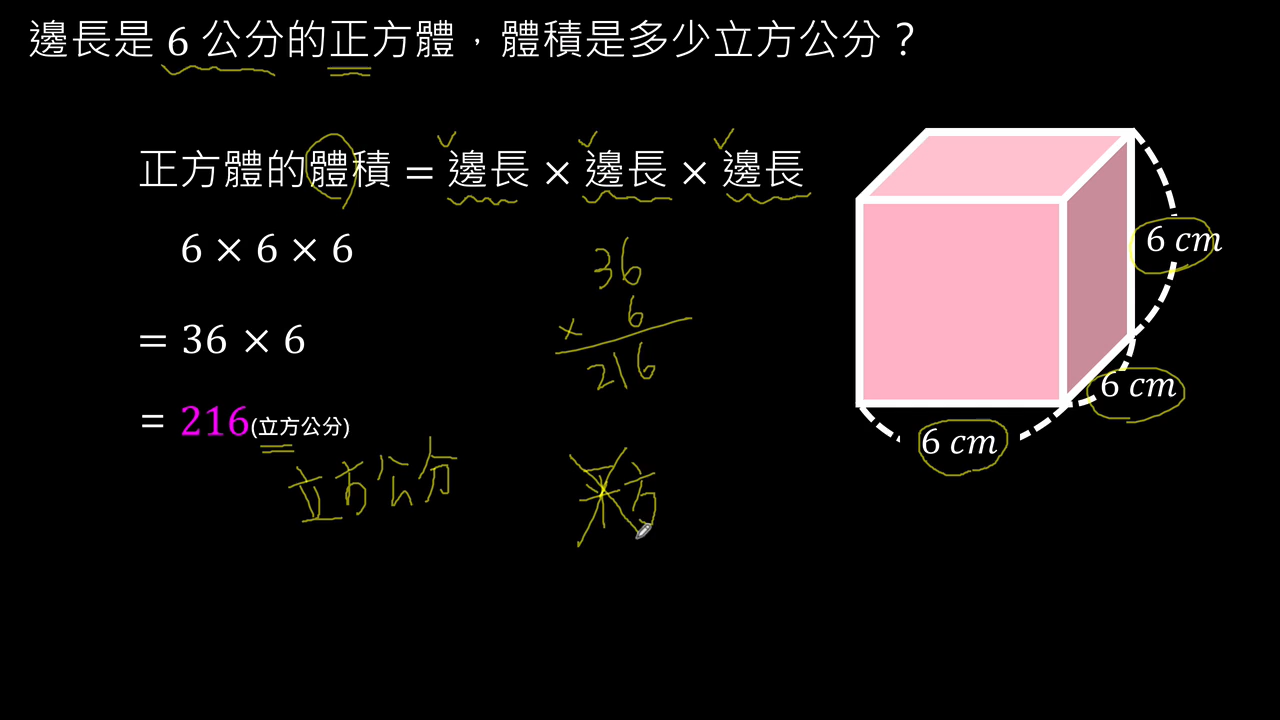 邊長是 6 公分的正方體，體積是多少立方公分？
正方體的體積 = 邊長 × 邊長 × 邊長
6 × 6 × 6
= 36 × 6
= 216(立方公分)
立方公分
36
× 6
216
平方
6 cm
6 cm
6 cm